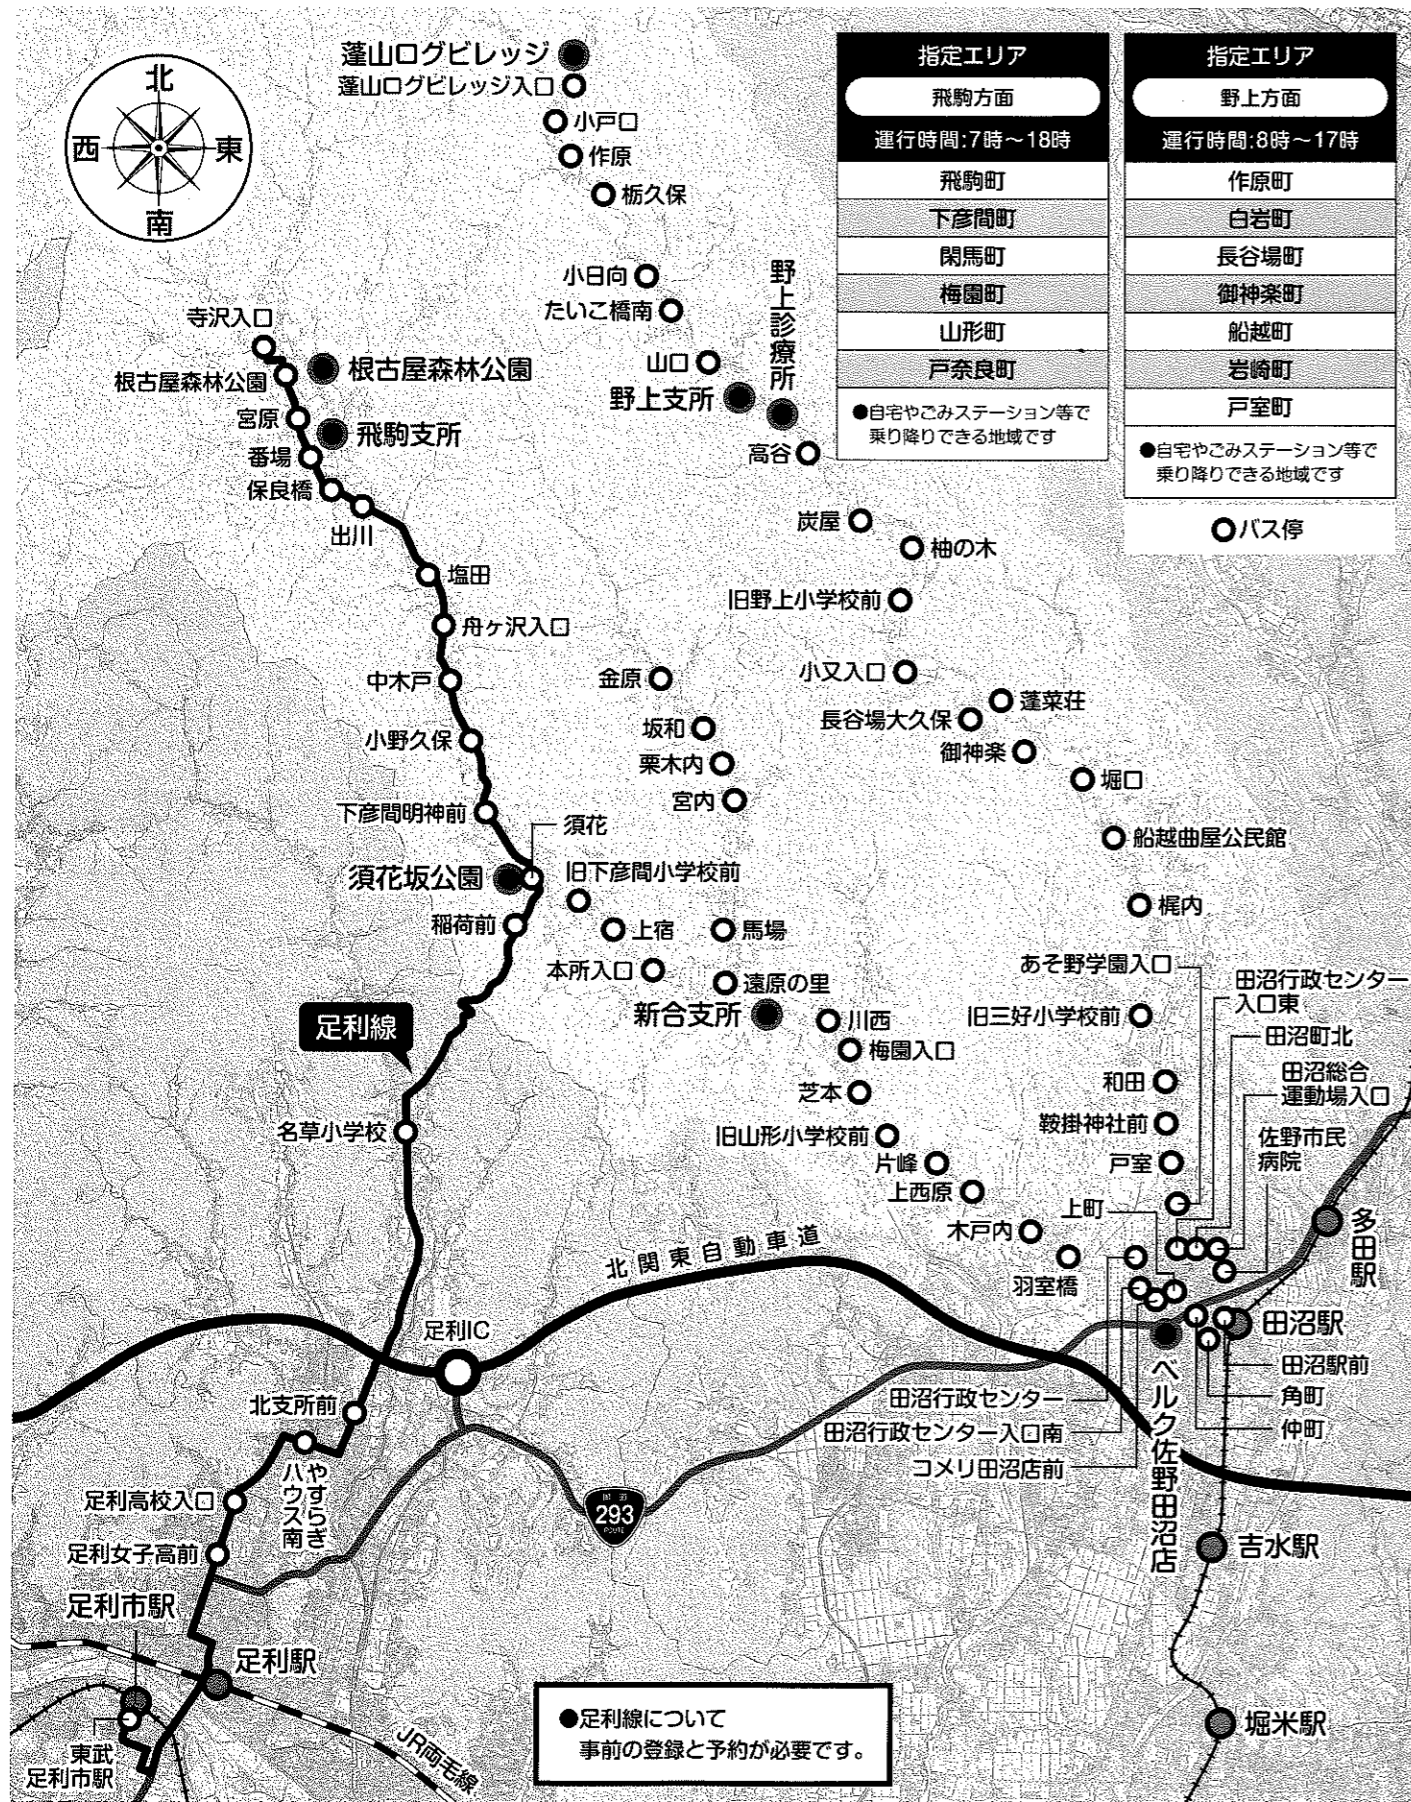 北
西
東
南
蓬山ログビレッジ
蓬山ログビレッジ入口
小戸口
作原
栃久保
小日向
たいこ橋南
山口
野上支所
野上診療所
高谷
炭屋
柚の木
旧野上小学校前
小又入口
蓬菜荘
長谷場大久保
御神楽
堀口
船越曲屋公民館
梶内
指定エリア
飛駒方面
運行時間:7時～18時
飛駒町
下彦間町
閑馬町
梅園町
山形町
戸奈良町
●自宅やごみステーション等で
乗り降りできる地域です
指定エリア
野上方面
運行時間:8時～17時
作原町
白岩町
長谷場町
御神楽町
船越町
岩崎町
戸室町
●自宅やごみステーション等で
乗り降りできる地域です
バス停
寺沢入口
根古屋森林公園
根古屋森林公園
宮原
飛駒支所
番場
保良橋
出川
塩田
舟ヶ沢入口
中木戸
小野久保
下彦間明神前
須花
須花坂公園
稲荷前
足利線
名草小学校
金原
坂和
栗木内
宮内
旧下彦間小学校前
上宿
馬場
本所入口
遠原の里
新合支所
川西
梅園入口
芝本
旧山形小学校前
片峰
上西原
木戸内
羽室橋
あそ野学園入口
田沼行政センター
入口東
旧三好小学校前
田沼町北
田沼総合
運動場入口
和田
鞍掛神社前
佐野市民
病院
戸室
上町
多田駅
田沼駅
田沼駅前
角町
仲町
田沼行政センター
田沼行政センター入口南
コメリ田沼店前
ベルク佐野田沼店
吉水駅
堀米駅
北関東自動車道
足利IC
国道
293
ROUTE
北支所前
やすらぎ
ハウス南
足利高校入口
足利女子高前
足利市駅
足利駅
東武
足利市駅
JR両毛線
●足利線について
事前の登録と予約が必要です。